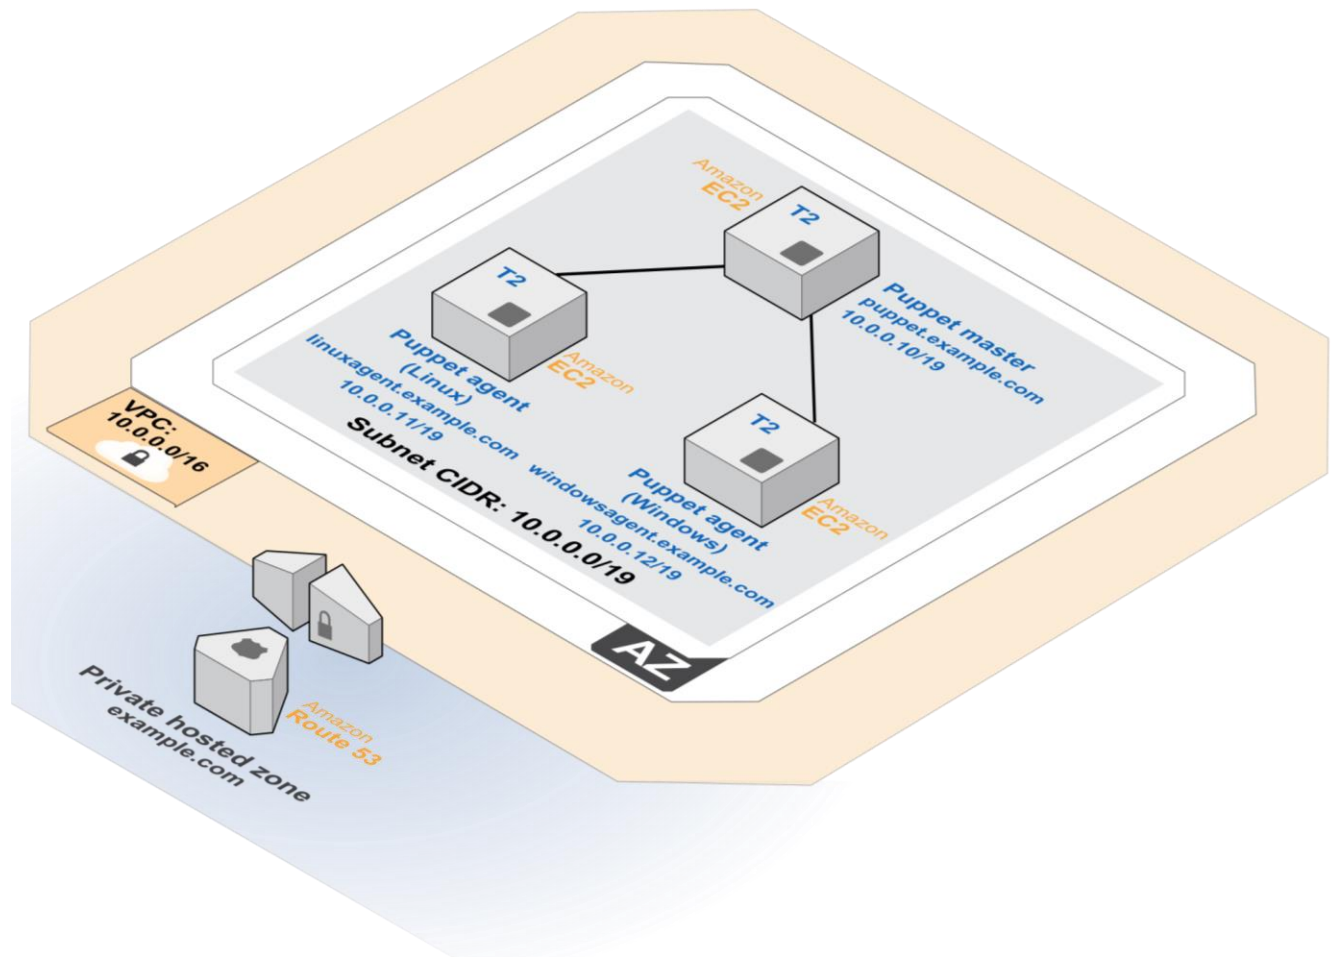 Amazon
EC2
T2
Puppet master
puppet.example.com
10.0.0.10/19
T2
Puppet agent
(Linux)
linuxagent.example.com
10.0.0.11/19
Amazon
EC2
T2
Puppet agent
(Windows)
windowsagent.example.com
10.0.0.12/19
Amazon
EC2
Subnet CIDR: 10.0.0.0/19
VPC:
10.0.0.0/16
AZ
Amazon
Route 53
Private hosted zone
example.com